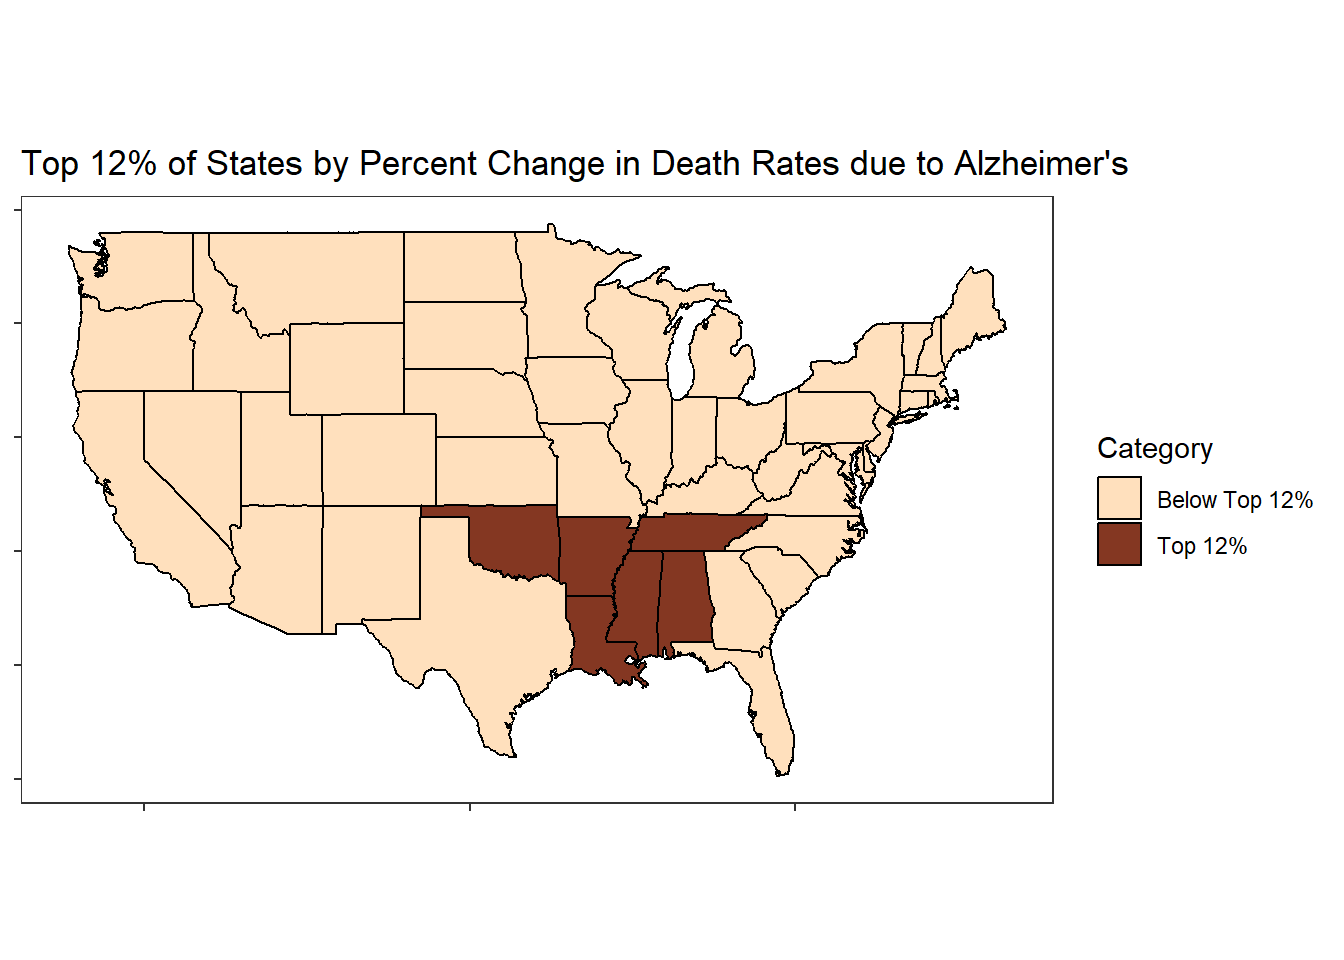 Top 12% of States by Percent Change in Death Rates due to Alzheimer's
Category
Below Top 12%
Top 12%